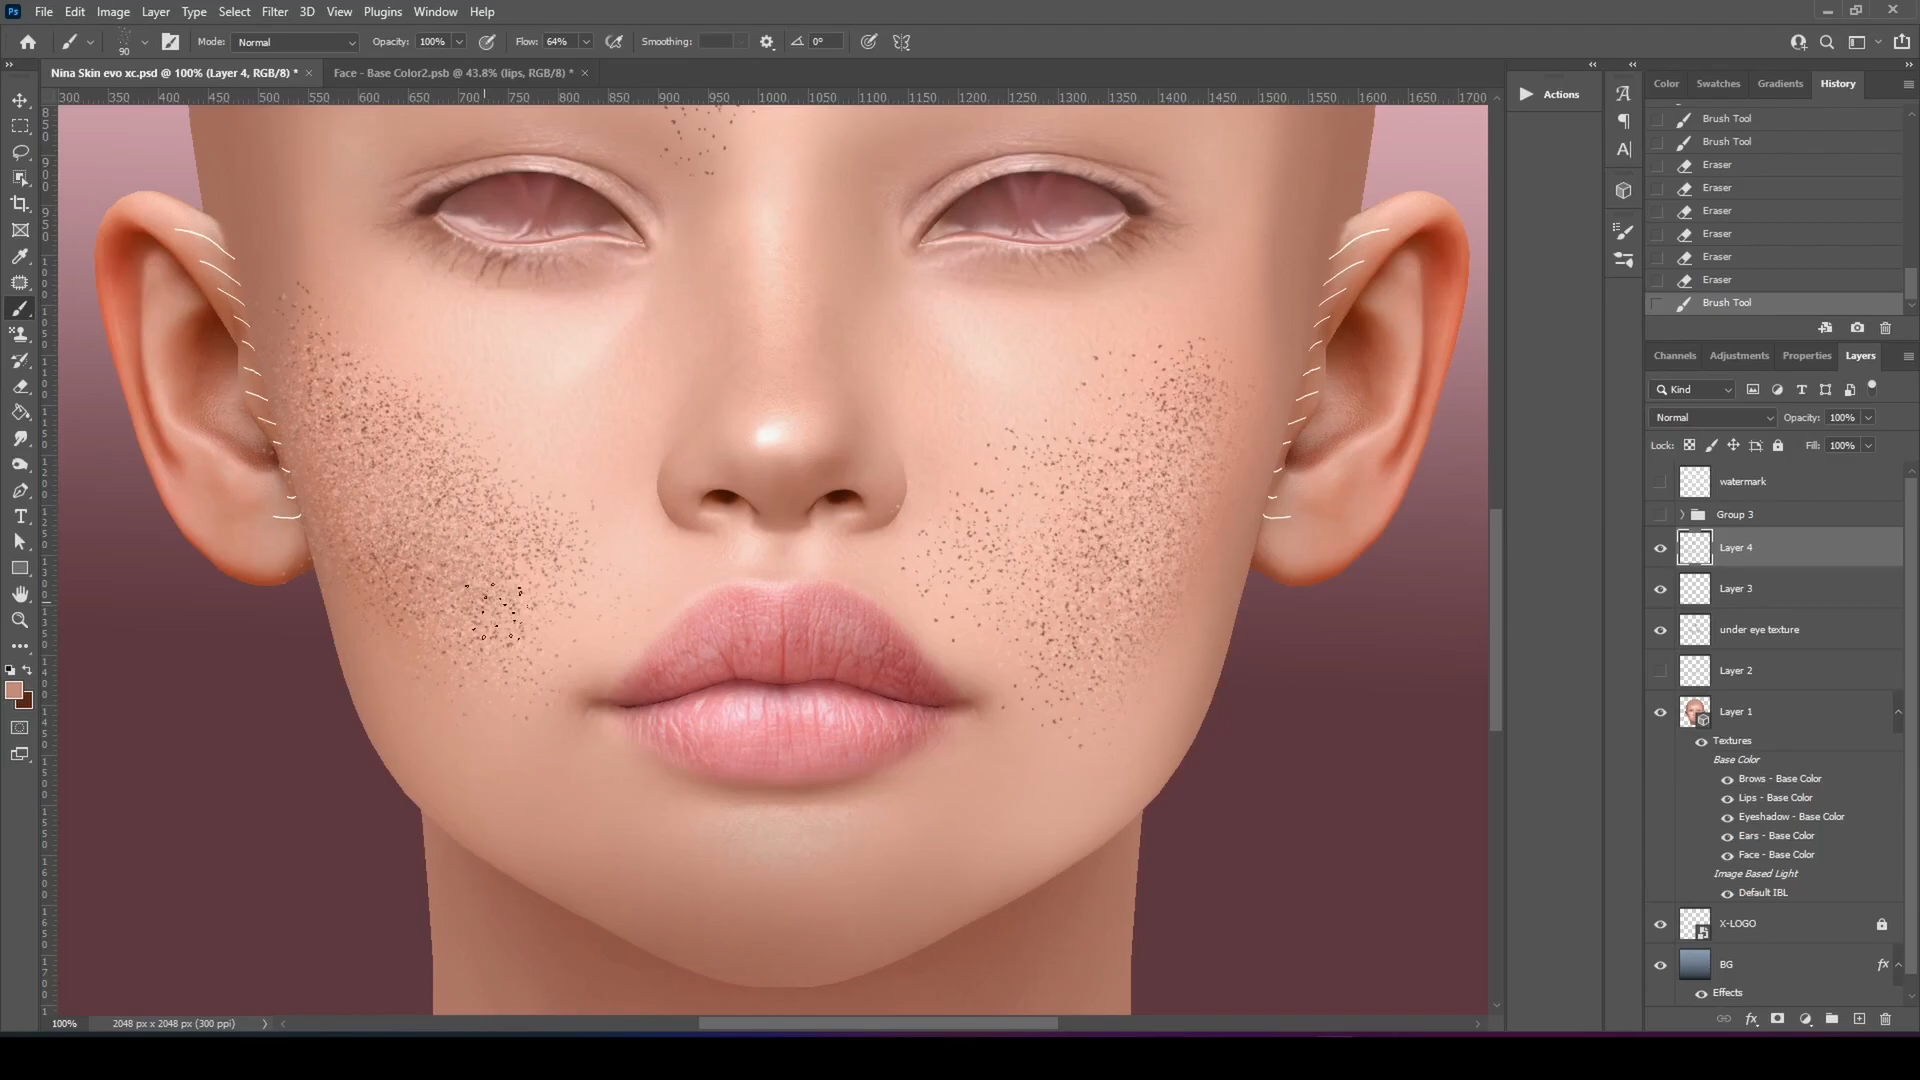 Ps File Edit Image Layer Type Select Filter 3D View Plugins Window Help
90 Mode: Normal Opacity: 100% Flow: 64% Smoothing: 0°
Nina Skin evo xc.psd @ 100% (Layer 4, RGB/8) * × Face - Base Color2.psb @ 43.8% (lips, RGB/8) * ×
300 350 400 450 500 550 600 650 700 750 800 850 900 950 1000 1050 1100 1150 1200 1250 1300 1350 1400 1450 1500 1550 1600 1650 1700
Actions
Color Swatches Gradients History
Brush Tool
Brush Tool
Eraser
Eraser
Eraser
Eraser
Eraser
Eraser
Brush Tool
Channels Adjustments Properties Layers
Kind
Normal Opacity: 100%
Lock: Fill: 100%
watermark
Group 3
Layer 4
Layer 3
under eye texture
Layer 2
Layer 1
Textures
Base Color
Brows - Base Color
Lips - Base Color
Eyeshadow - Base Color
Ears - Base Color
Face - Base Color
Image Based Light
Default IBL
X-LOGO
BG fx
Effects
100% 2048 px x 2048 px (300 ppi)